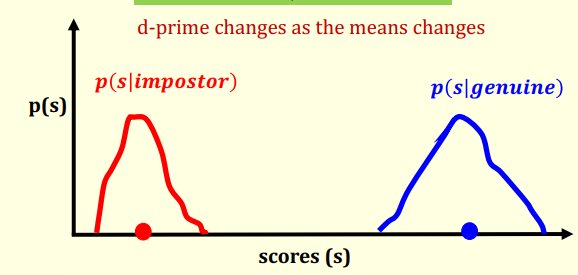 d-prime changes as the means changes
p(s|impostor)
p(s|genuine)
p(s)
scores (s)